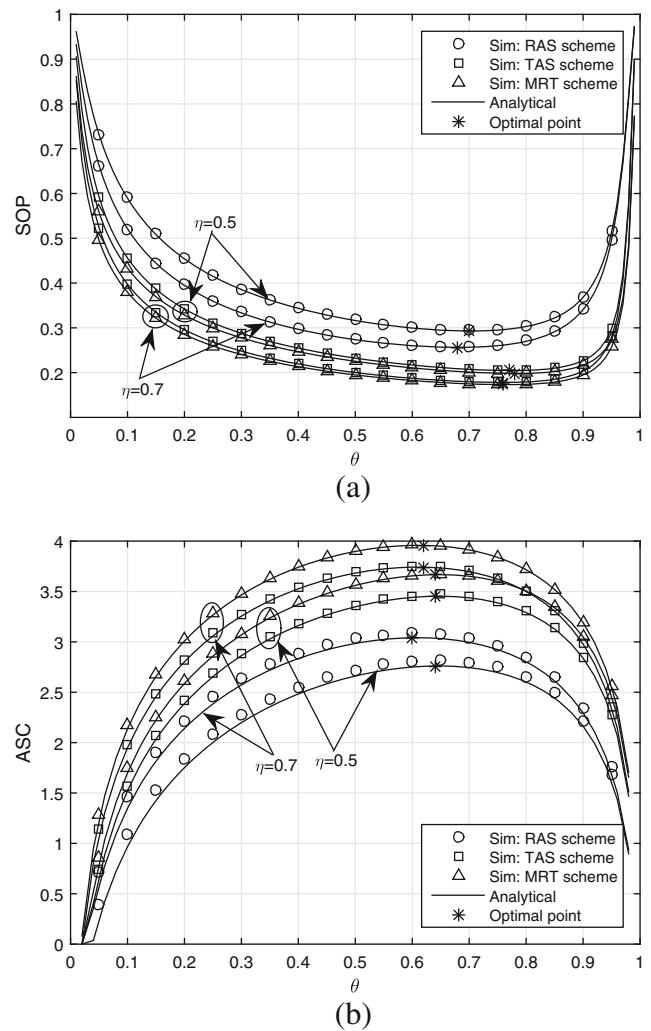 1
0.9
0.8
0.7
0.6
0.5
0.4
0.3
0.2
SOP
Sim: RAS scheme
Sim: TAS scheme
Sim: MRT scheme
Analytical
Optimal point
η=0.5
η=0.7
0 0.1 0.2 0.3 0.4 0.5 0.6 0.7 0.8 0.9 1
θ
(a)
4
3.5
3
2.5
2
1.5
1
0.5
0
ASC
η=0.7
η=0.5
Sim: RAS scheme
Sim: TAS scheme
Sim: MRT scheme
Analytical
Optimal point
0 0.1 0.2 0.3 0.4 0.5 0.6 0.7 0.8 0.9 1
θ
(b)